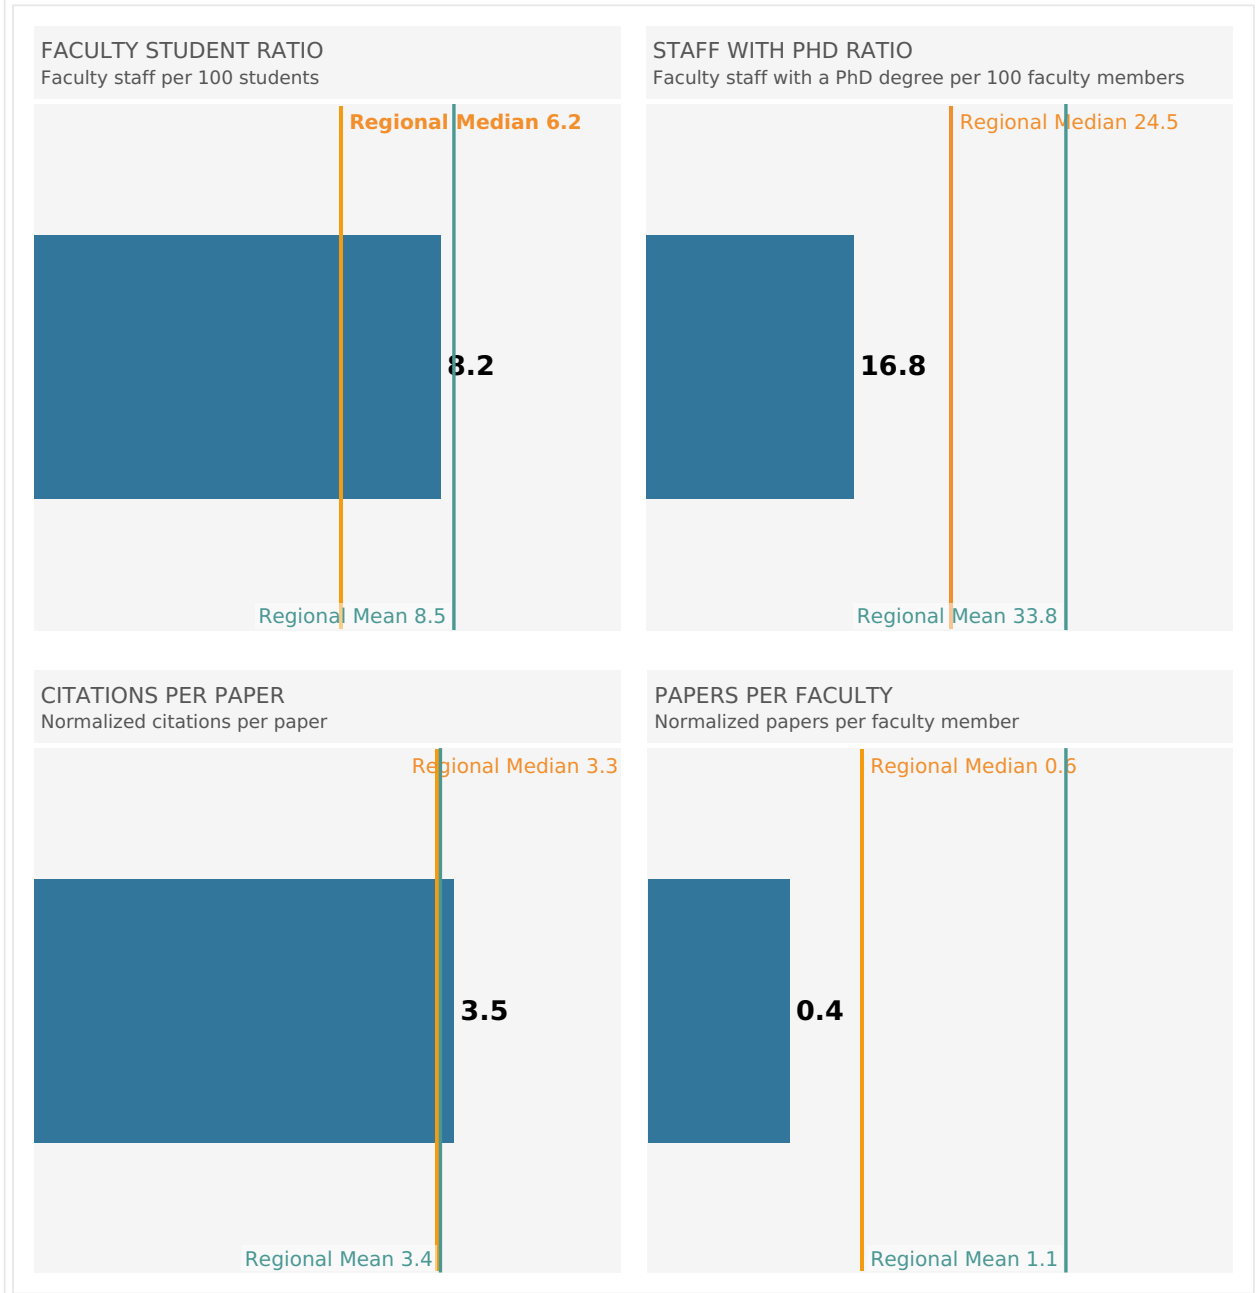 FACULTY STUDENT RATIO
Faculty staff per 100 students
Regional Median 6.2
8.2
Regional Mean 8.5
STAFF WITH PHD RATIO
Faculty staff with a PhD degree per 100 faculty members
Regional Median 24.5
16.8
Regional Mean 33.8
CITATIONS PER PAPER
Normalized citations per paper
Regional Median 3.3
3.5
Regional Mean 3.4
PAPERS PER FACULTY
Normalized papers per faculty member
Regional Median 0.6
0.4
Regional Mean 1.1